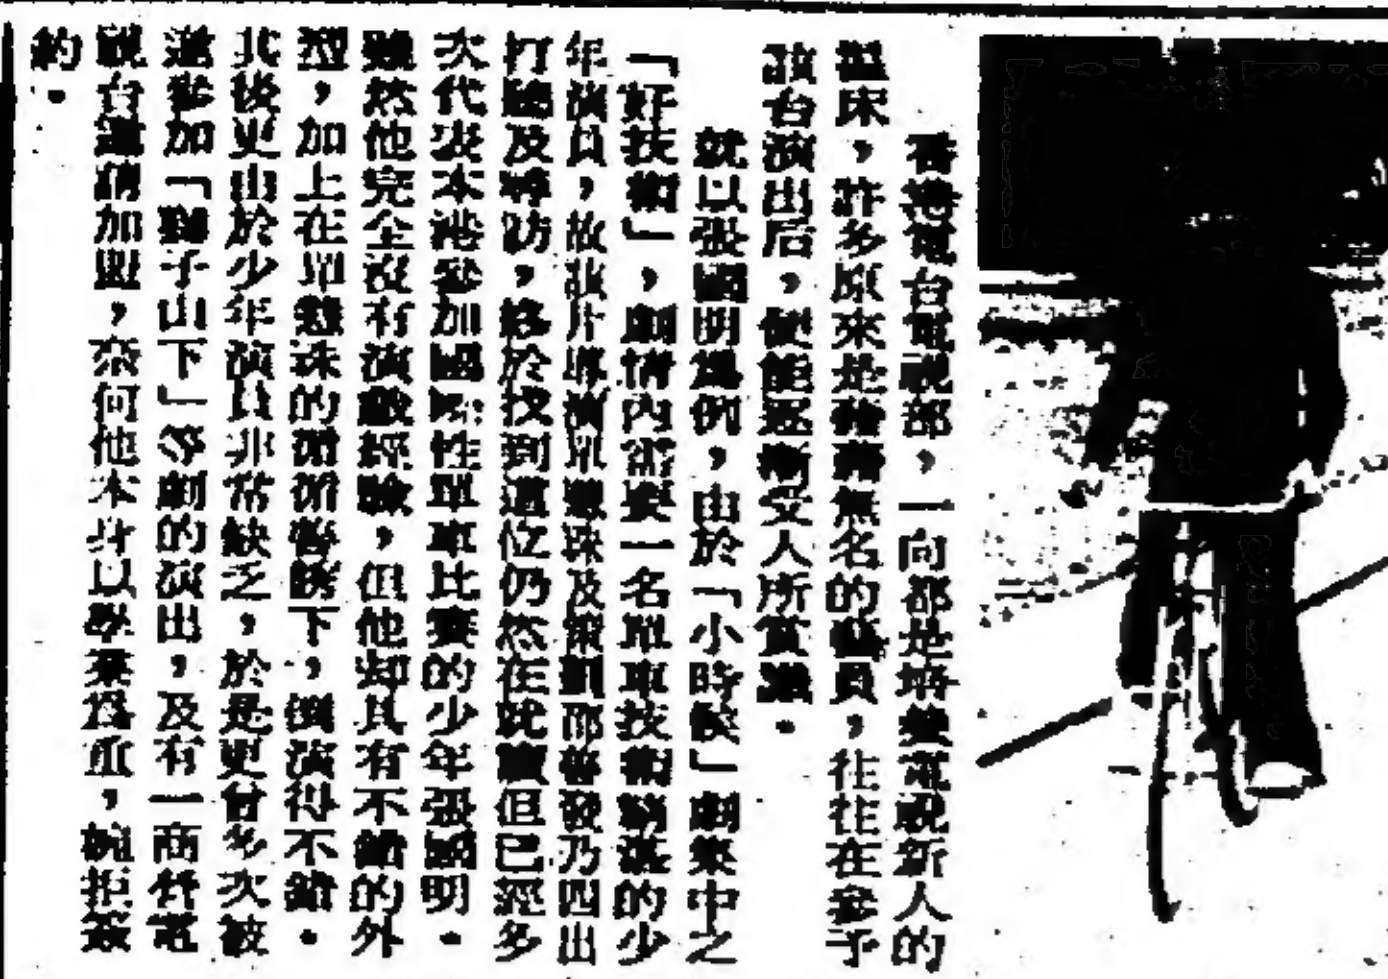 香港電台電視部，一向都是培養電視新人的
溫床，許多原來是藉藉無名的藝員，往往在參予
該台演出后，便能逐漸受人所賞識。
就以張國明爲例，由於「小時候」劇集中之
「好技術」，劇情內需要一名單車技術精湛的少
年演員，故該片導演單慧珠及策劃部發乃四出
打聽及尋訪，終於找到這位仍然在就讀但已經多
次代表本港參加國際性單車比賽的少年張國明。
雖然他完全沒有演戲經驗，但他却具有不錯的外
型，加上在單慧珠的循循善誘下，倒演得不錯。
其後更由於少年演員非常缺乏，於是更曾多次被
邀參加「獅子山下」等劇的演出，及有一商營電
視台邀請加盟，奈何他本身以學業爲重，婉拒簽
約。